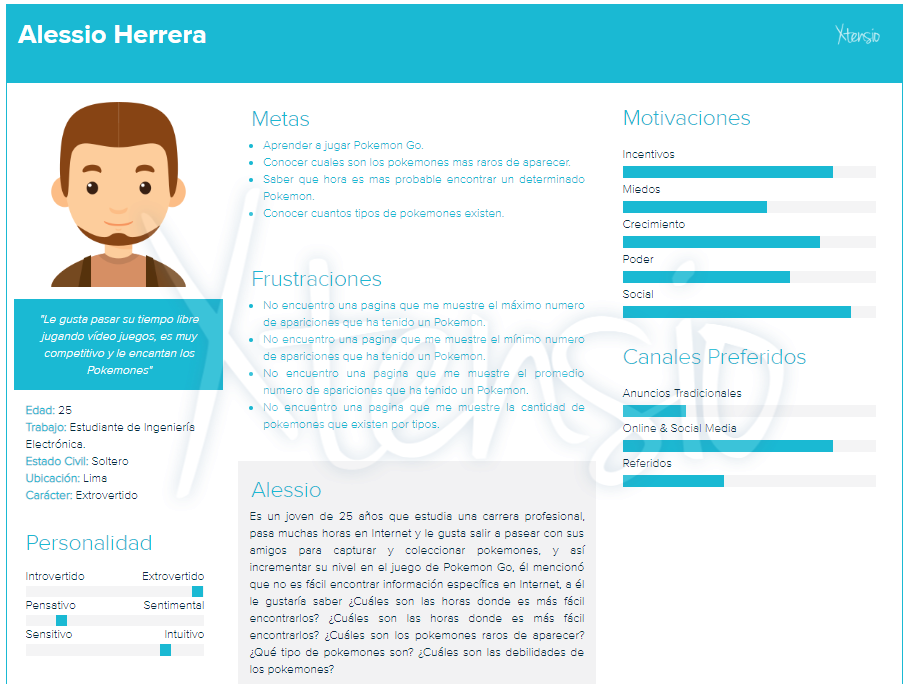 Alessio Herrera
Xtensio
"Le gusta pasar su tiempo libre
jugando vídeo juegos, es muy
competitivo y le encantan los
Pokemones"
Edad: 25
Trabajo: Estudiante de Ingeniería
Electrónica.
Estado Civil: Soltero
Ubicación: Lima
Carácter: Extrovertido
Personalidad
Introvertido Extrovertido
Pensativo Sentimental
Sensitivo Intuitivo
Metas
Aprender a jugar Pokemon Go.
Conocer cuales son los pokemones mas raros de aparecer.
Saber que hora es mas probable encontrar un determinado
Pokemon.
Conocer cuantos tipos de pokemones existen.
Frustraciones
No encuentro una pagina que me muestre el máximo numero
de apariciones que ha tenido un Pokemon.
No encuentro una pagina que me muestre el mínimo numero
de apariciones que ha tenido un Pokemon.
No encuentro una pagina que me muestre el promedio
numero de apariciones que ha tenido un Pokemon.
No encuentro una pagina que me muestre la cantidad de
pokemones que existen por tipos.
Alessio
Es un joven de 25 años que estudia una carrera profesional,
pasa muchas horas en Internet y le gusta salir a pasear con sus
amigos para capturar y coleccionar pokemones, y así
incrementar su nivel en el juego de Pokemon Go, él mencionó
que no es fácil encontrar información específica en Internet, a él
le gustaría saber ¿Cuáles son las horas donde es más fácil
encontrarlos? ¿Cuáles son las horas donde es más fácil
encontrarlos? ¿Cuáles son los pokemones raros de aparecer?
¿Qué tipo de pokemones son? ¿Cuáles son las debilidades de
los pokemones?
Motivaciones
Incentivos
Miedos
Crecimiento
Poder
Social
Canales Preferidos
Anuncios Tradicionales
Online & Social Media
Referidos
Xtensio